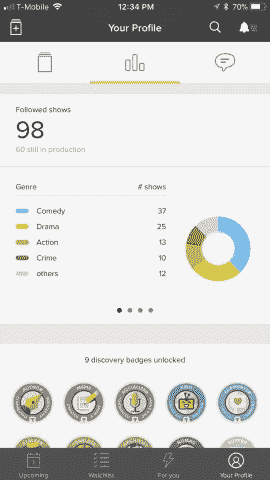 T-Mobile 12:34 PM 70%
Your Profile
Followed shows
98
60 still in production
Genre # shows
Comedy 37
Drama 25
Action 13
Crime 10
others 12
9 discovery badges unlocked
Upcoming Watchlist For you Your Profile